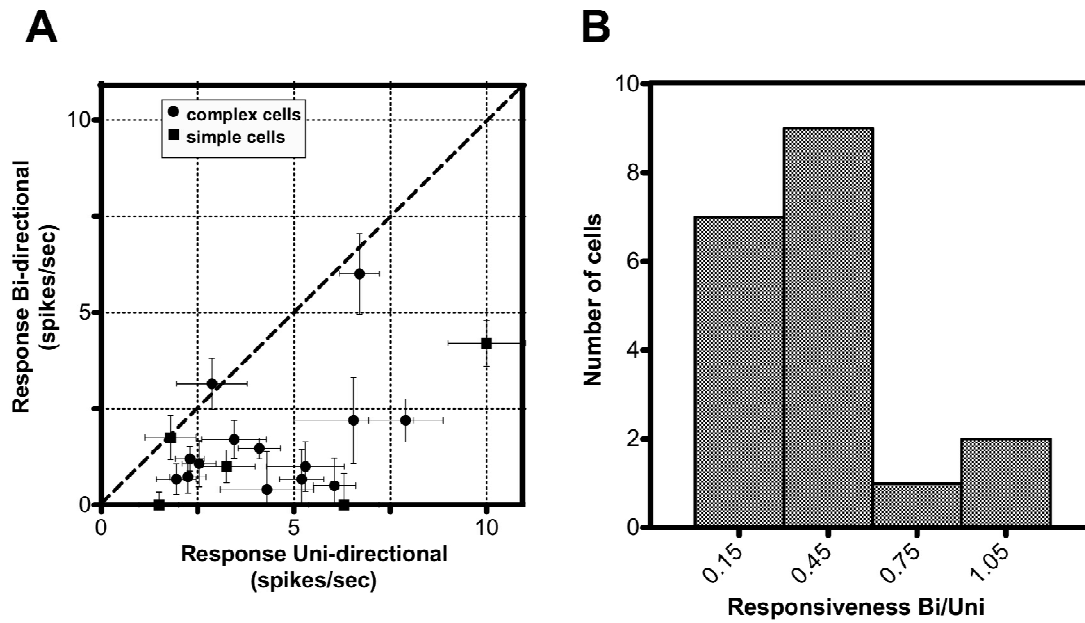 A
complex cells
simple cells
10
5
0
Response Bi-directional
(spikes/sec)
0
5
10
Response Uni-directional
(spikes/sec)
B
10
8
6
4
2
0
Number of cells
0.15
0.45
0.75
1.05
Responsiveness Bi/Uni